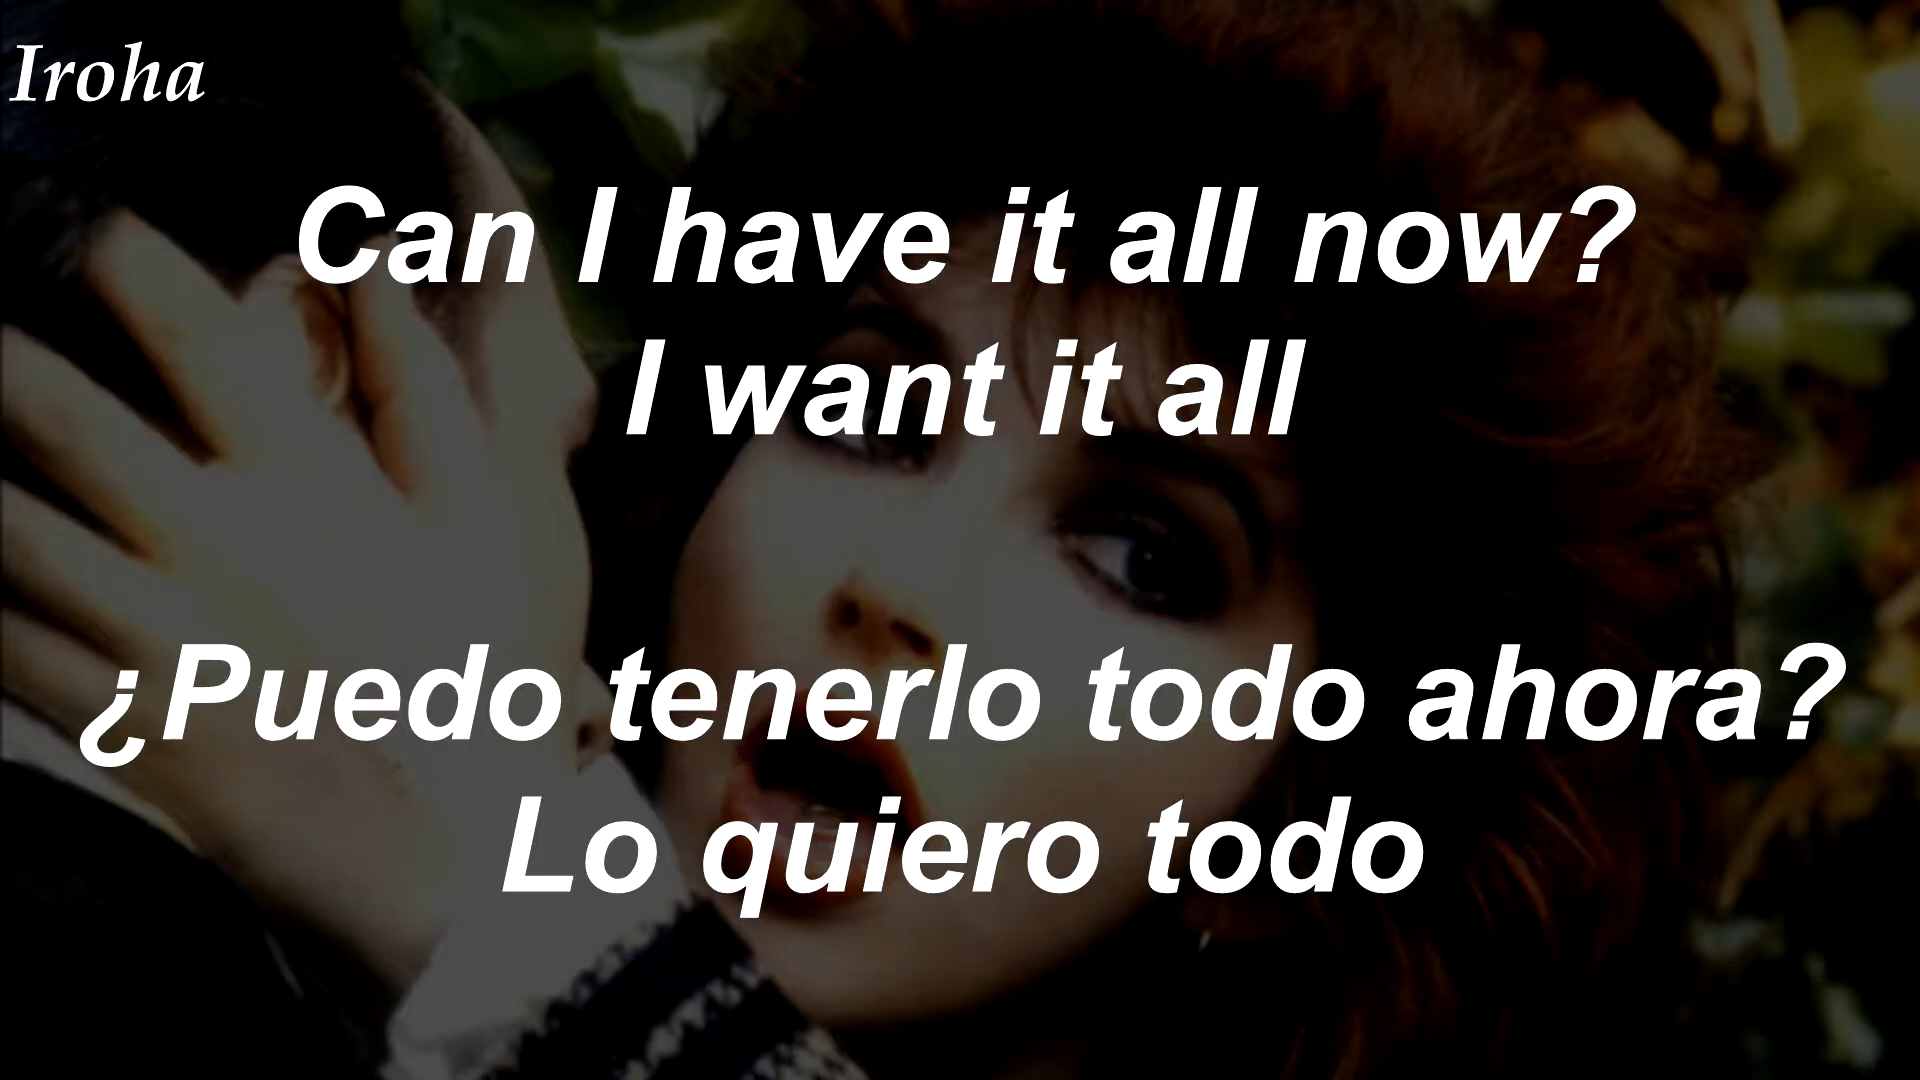 Iroha
Can I have it all now?
I want it all
¿Puedo tenerlo todo ahora?
Lo quiero todo